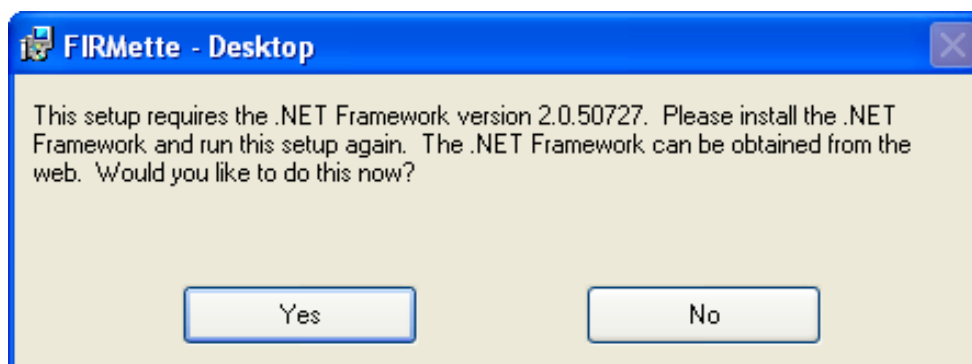 FIRMette - Desktop
This setup requires the .NET Framework version 2.0.50727.  Please install the .NET
Framework and run this setup again.  The .NET Framework can be obtained from the
web.  Would you like to do this now?
Yes
No